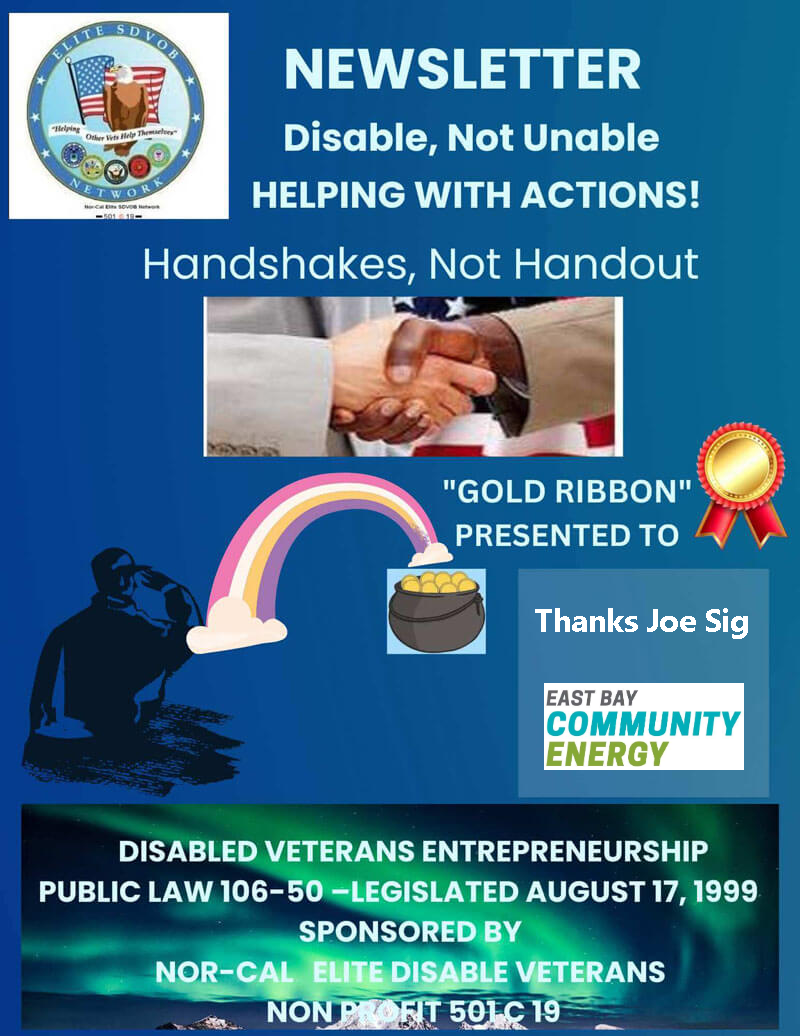 ELITE SDVOB
"Helping Other Vets Help Themselves"
NETWORK
Nor-Cal Elite SDVOB Network
501 C 19
NEWSLETTER
Disable, Not Unable
HELPING WITH ACTIONS!
Handshakes, Not Handout
"GOLD RIBBON"
PRESENTED TO
Thanks Joe Sig
EAST BAY
COMMUNITY
ENERGY
DISABLED VETERANS ENTREPRENEURSHIP
PUBLIC LAW 106-50 –LEGISLATED AUGUST 17, 1999
SPONSORED BY
NOR-CAL ELITE DISABLE VETERANS
NON PROFIT 501 C 19